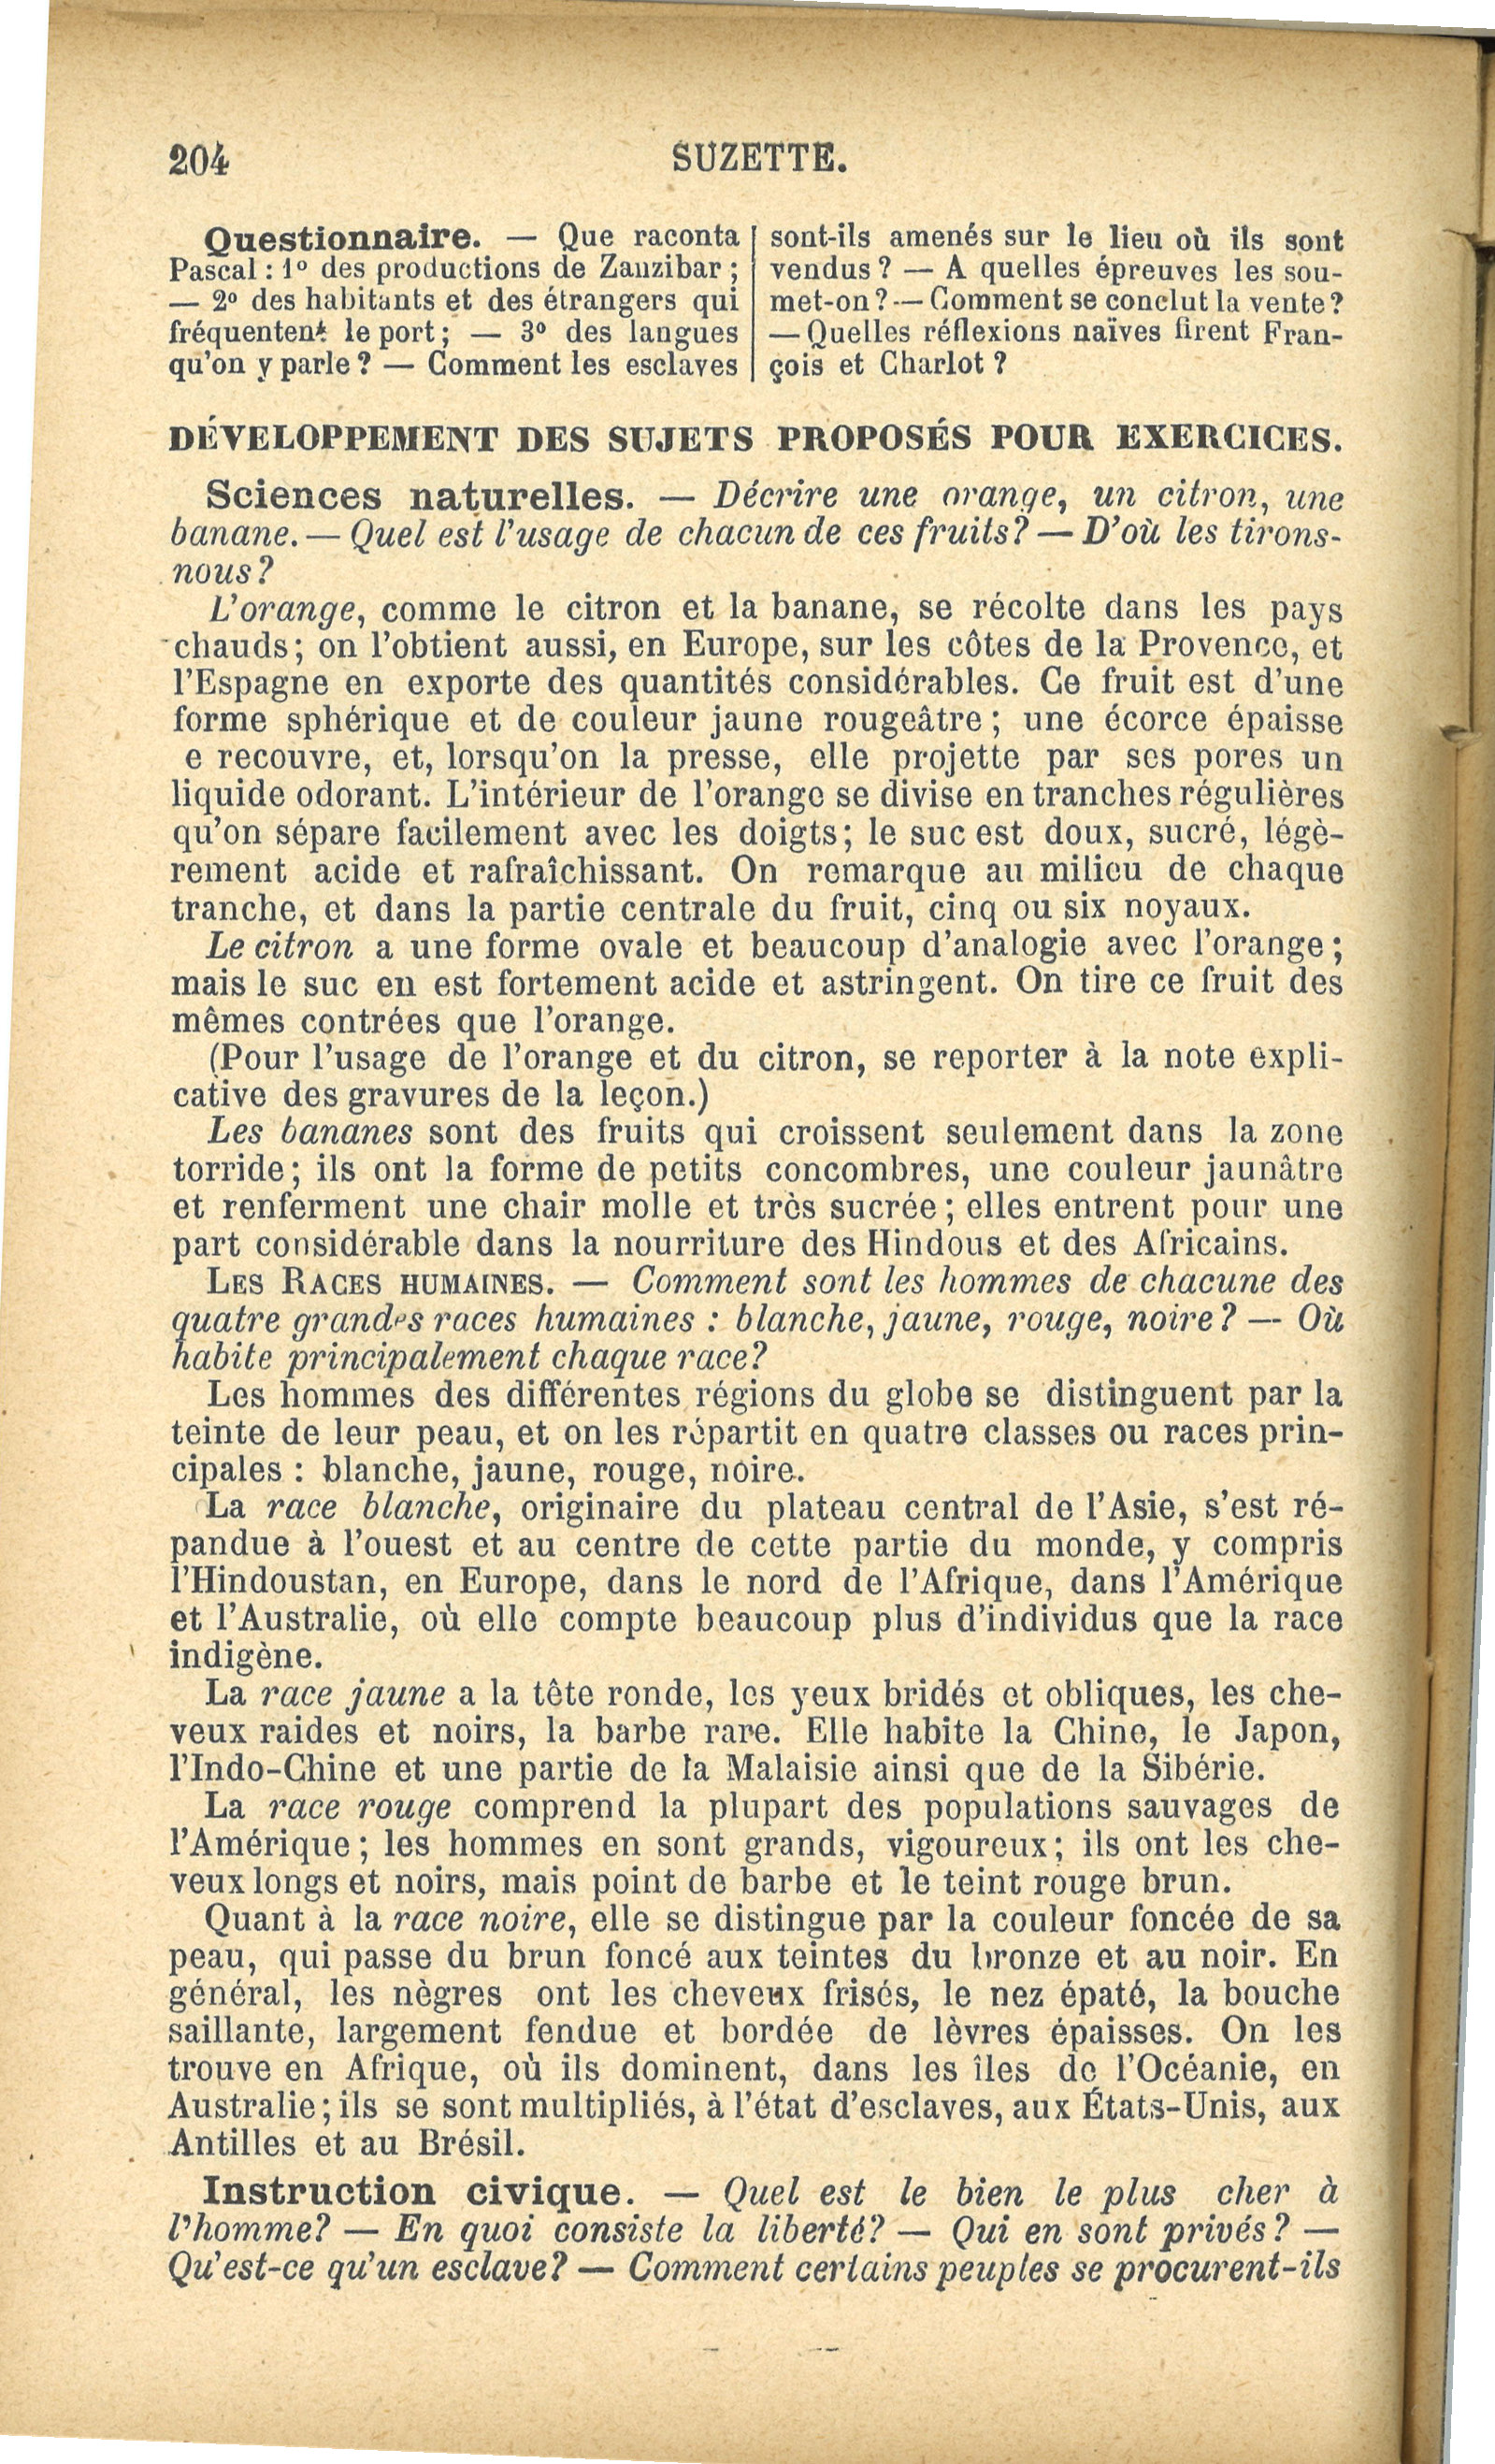 204
SUZETTE.
Questionnaire. — Que raconta
Pascal : 1º des productions de Zanzibar ;
— 2º des habitants et des étrangers qui
fréquentent le port ; — 3º des langues
qu'on y parle ? — Comment les esclaves
sont-ils amenés sur le lieu où ils sont
vendus ? — A quelles épreuves les sou-
met-on ? — Comment se conclut la vente ?
— Quelles réflexions naïves firent Fran-
çois et Charlot ?
DÉVELOPPEMENT DES SUJETS PROPOSÉS POUR EXERCICES.
Sciences naturelles. — Décrire une orange, un citron, une
banane. — Quel est l'usage de chacun de ces fruits ? — D'où les tirons-
nous ?
L'orange, comme le citron et la banane, se récolte dans les pays
chauds ; on l'obtient aussi, en Europe, sur les côtes de la Provence, et
l'Espagne en exporte des quantités considérables. Ce fruit est d'une
forme sphérique et de couleur jaune rougeâtre ; une écorce épaisse
e recouvre, et, lorsqu'on la presse, elle projette par ses pores un
liquide odorant. L'intérieur de l'orange se divise en tranches régulières
qu'on sépare facilement avec les doigts ; le suc est doux, sucré, légè-
rement acide et rafraîchissant. On remarque au milieu de chaque
tranche, et dans la partie centrale du fruit, cinq ou six noyaux.
Le citron a une forme ovale et beaucoup d'analogie avec l'orange ;
mais le suc en est fortement acide et astringent. On tire ce fruit des
mêmes contrées que l'orange.
(Pour l'usage de l'orange et du citron, se reporter à la note expli-
cative des gravures de la leçon.)
Les bananes sont des fruits qui croissent seulement dans la zone
torride ; ils ont la forme de petits concombres, une couleur jaunâtre
et renferment une chair molle et très sucrée ; elles entrent pour une
part considérable dans la nourriture des Hindous et des Africains.
LES RACES HUMAINES. — Comment sont les hommes de chacune des
quatre grandes races humaines : blanche, jaune, rouge, noire ? — Où
habite principalement chaque race ?
Les hommes des différentes régions du globe se distinguent par la
teinte de leur peau, et on les répartit en quatre classes ou races prin-
cipales : blanche, jaune, rouge, noire.
La race blanche, originaire du plateau central de l'Asie, s'est ré-
pandue à l'ouest et au centre de cette partie du monde, y compris
l'Hindoustan, en Europe, dans le nord de l'Afrique, dans l'Amérique
et l'Australie, où elle compte beaucoup plus d'individus que la race
indigène.
La race jaune a la tête ronde, les yeux bridés et obliques, les che-
veux raides et noirs, la barbe rare. Elle habite la Chine, le Japon,
l'Indo-Chine et une partie de la Malaisie ainsi que de la Sibérie.
La race rouge comprend la plupart des populations sauvages de
l'Amérique ; les hommes en sont grands, vigoureux ; ils ont les che-
veux longs et noirs, mais point de barbe et le teint rouge brun.
Quant à la race noire, elle se distingue par la couleur foncée de sa
peau, qui passe du brun foncé aux teintes du bronze et au noir. En
général, les nègres ont les cheveux frisés, le nez épaté, la bouche
saillante, largement fendue et bordée de lèvres épaisses. On les
trouve en Afrique, où ils dominent, dans les îles de l'Océanie, en
Australie ; ils se sont multipliés, à l'état d'esclaves, aux États-Unis, aux
Antilles et au Brésil.
Instruction civique. — Quel est le bien le plus cher à
l'homme ? — En quoi consiste la liberté ? — Qui en sont privés ? —
Qu'est-ce qu'un esclave ? — Comment certains peuples se procurent-ils